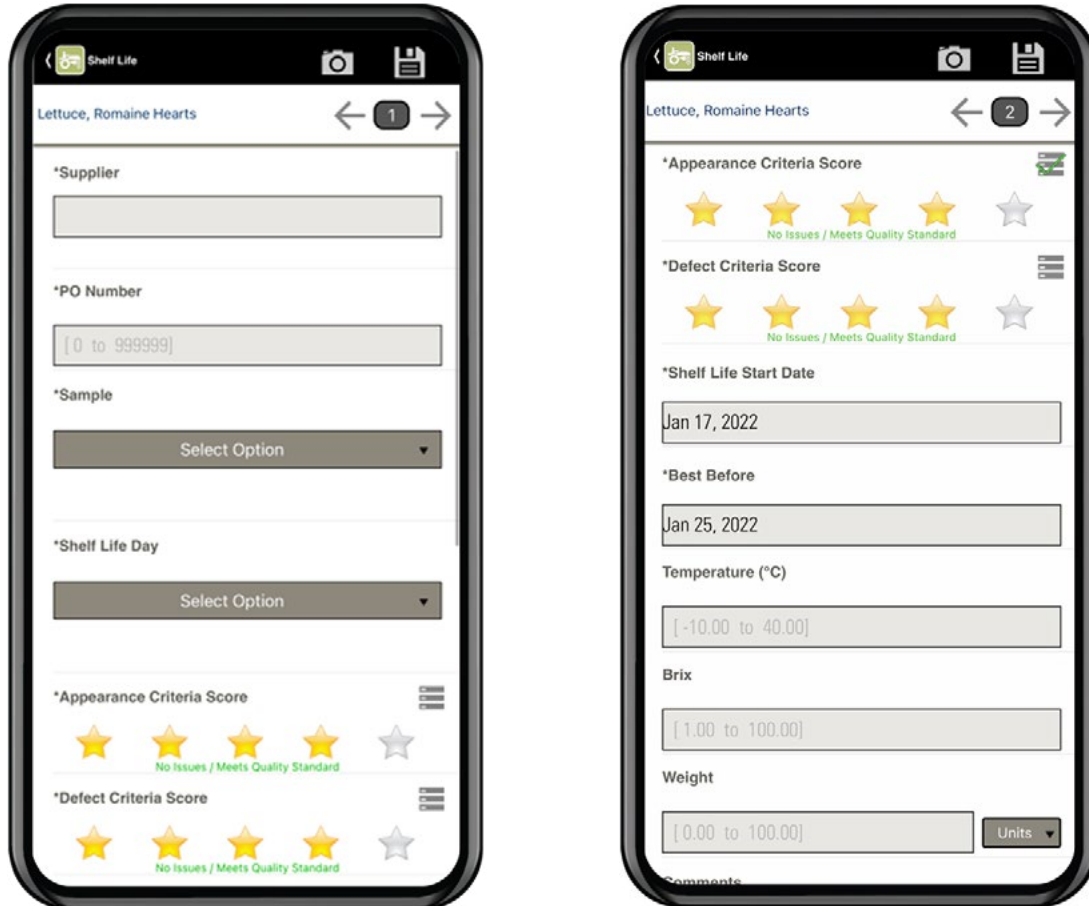 Shelf Life
Lettuce, Romaine Hearts
1
*Supplier
*PO Number
[ 0 to 999999]
*Sample
Select Option
*Shelf Life Day
Select Option
*Appearance Criteria Score
No Issues / Meets Quality Standard
*Defect Criteria Score
No Issues / Meets Quality Standard
Shelf Life
Lettuce, Romaine Hearts
2
*Appearance Criteria Score
No Issues / Meets Quality Standard
*Defect Criteria Score
No Issues / Meets Quality Standard
*Shelf Life Start Date
Jan 17, 2022
*Best Before
Jan 25, 2022
Temperature (°C)
[ -10.00 to 40.00]
Brix
[ 1.00 to 100.00]
Weight
[ 0.00 to 100.00]
Units
Comments